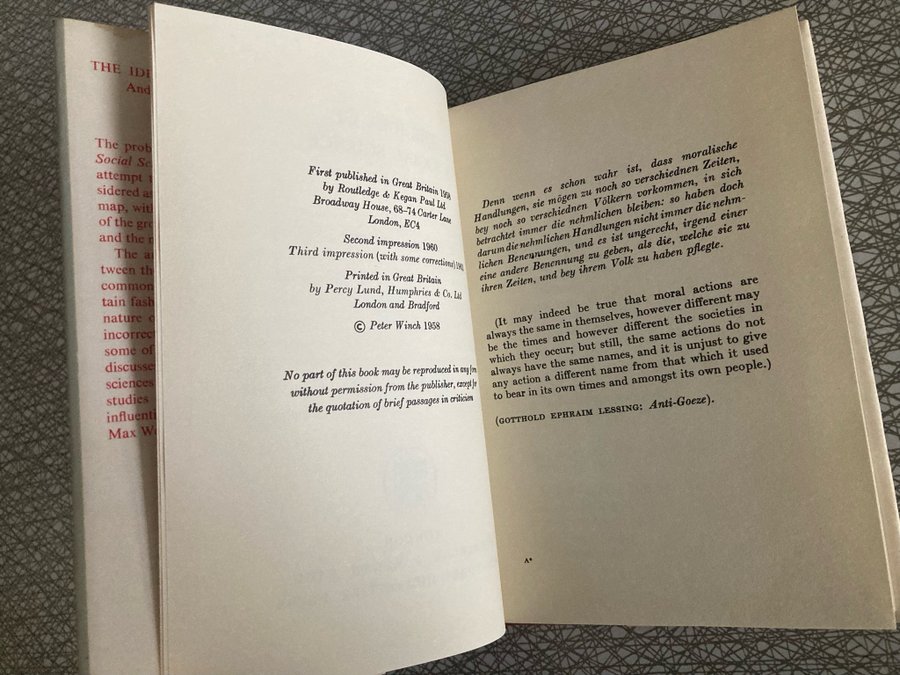 THE IDE
And
The prob
Social Sc
attempt
sidered as
map, with
of the gro
and the n
The ai
tween th
common
tain fash
nature o
incorrec
some of
discusse
sciences
studies
influenti
Max We
First published in Great Britain 1958
by Routledge & Kegan Paul Ltd
Broadway House, 68–74 Carter Lane
London, EC4
Second impression 1960
Third impression (with some corrections)
Printed in Great Britain
by Percy Lund, Humphries & Co. Ltd
London and Bradford
© Peter Winch 1958
No part of this book may be reproduced in any form
without permission from the publisher, except for
the quotation of brief passages in criticism
Denn wenn es schon wahr ist, dass moralische
Handlungen, sie mögen zu noch so verschiednen Zeiten,
bey noch so verschiednen Völkern vorkommen, in sich
betrachtet immer die nehmlichen bleiben: so haben doch
darum die nehmlichen Handlungen nicht immer die nehm-
lichen Benennungen, und es ist ungerecht, irgend einer
eine andere Benennung zu geben, als die, welche sie zu
ihren Zeiten, und bey ihrem Volk zu haben pflegte.
(It may indeed be true that moral actions are
always the same in themselves, however different may
be the times and however different the societies in
which they occur; but still, the same actions do not
always have the same names, and it is unjust to give
any action a different name from that which it used
to bear in its own times and amongst its own people.)
(GOTTHOLD EPHRAIM LESSING: Anti-Goeze).
A*